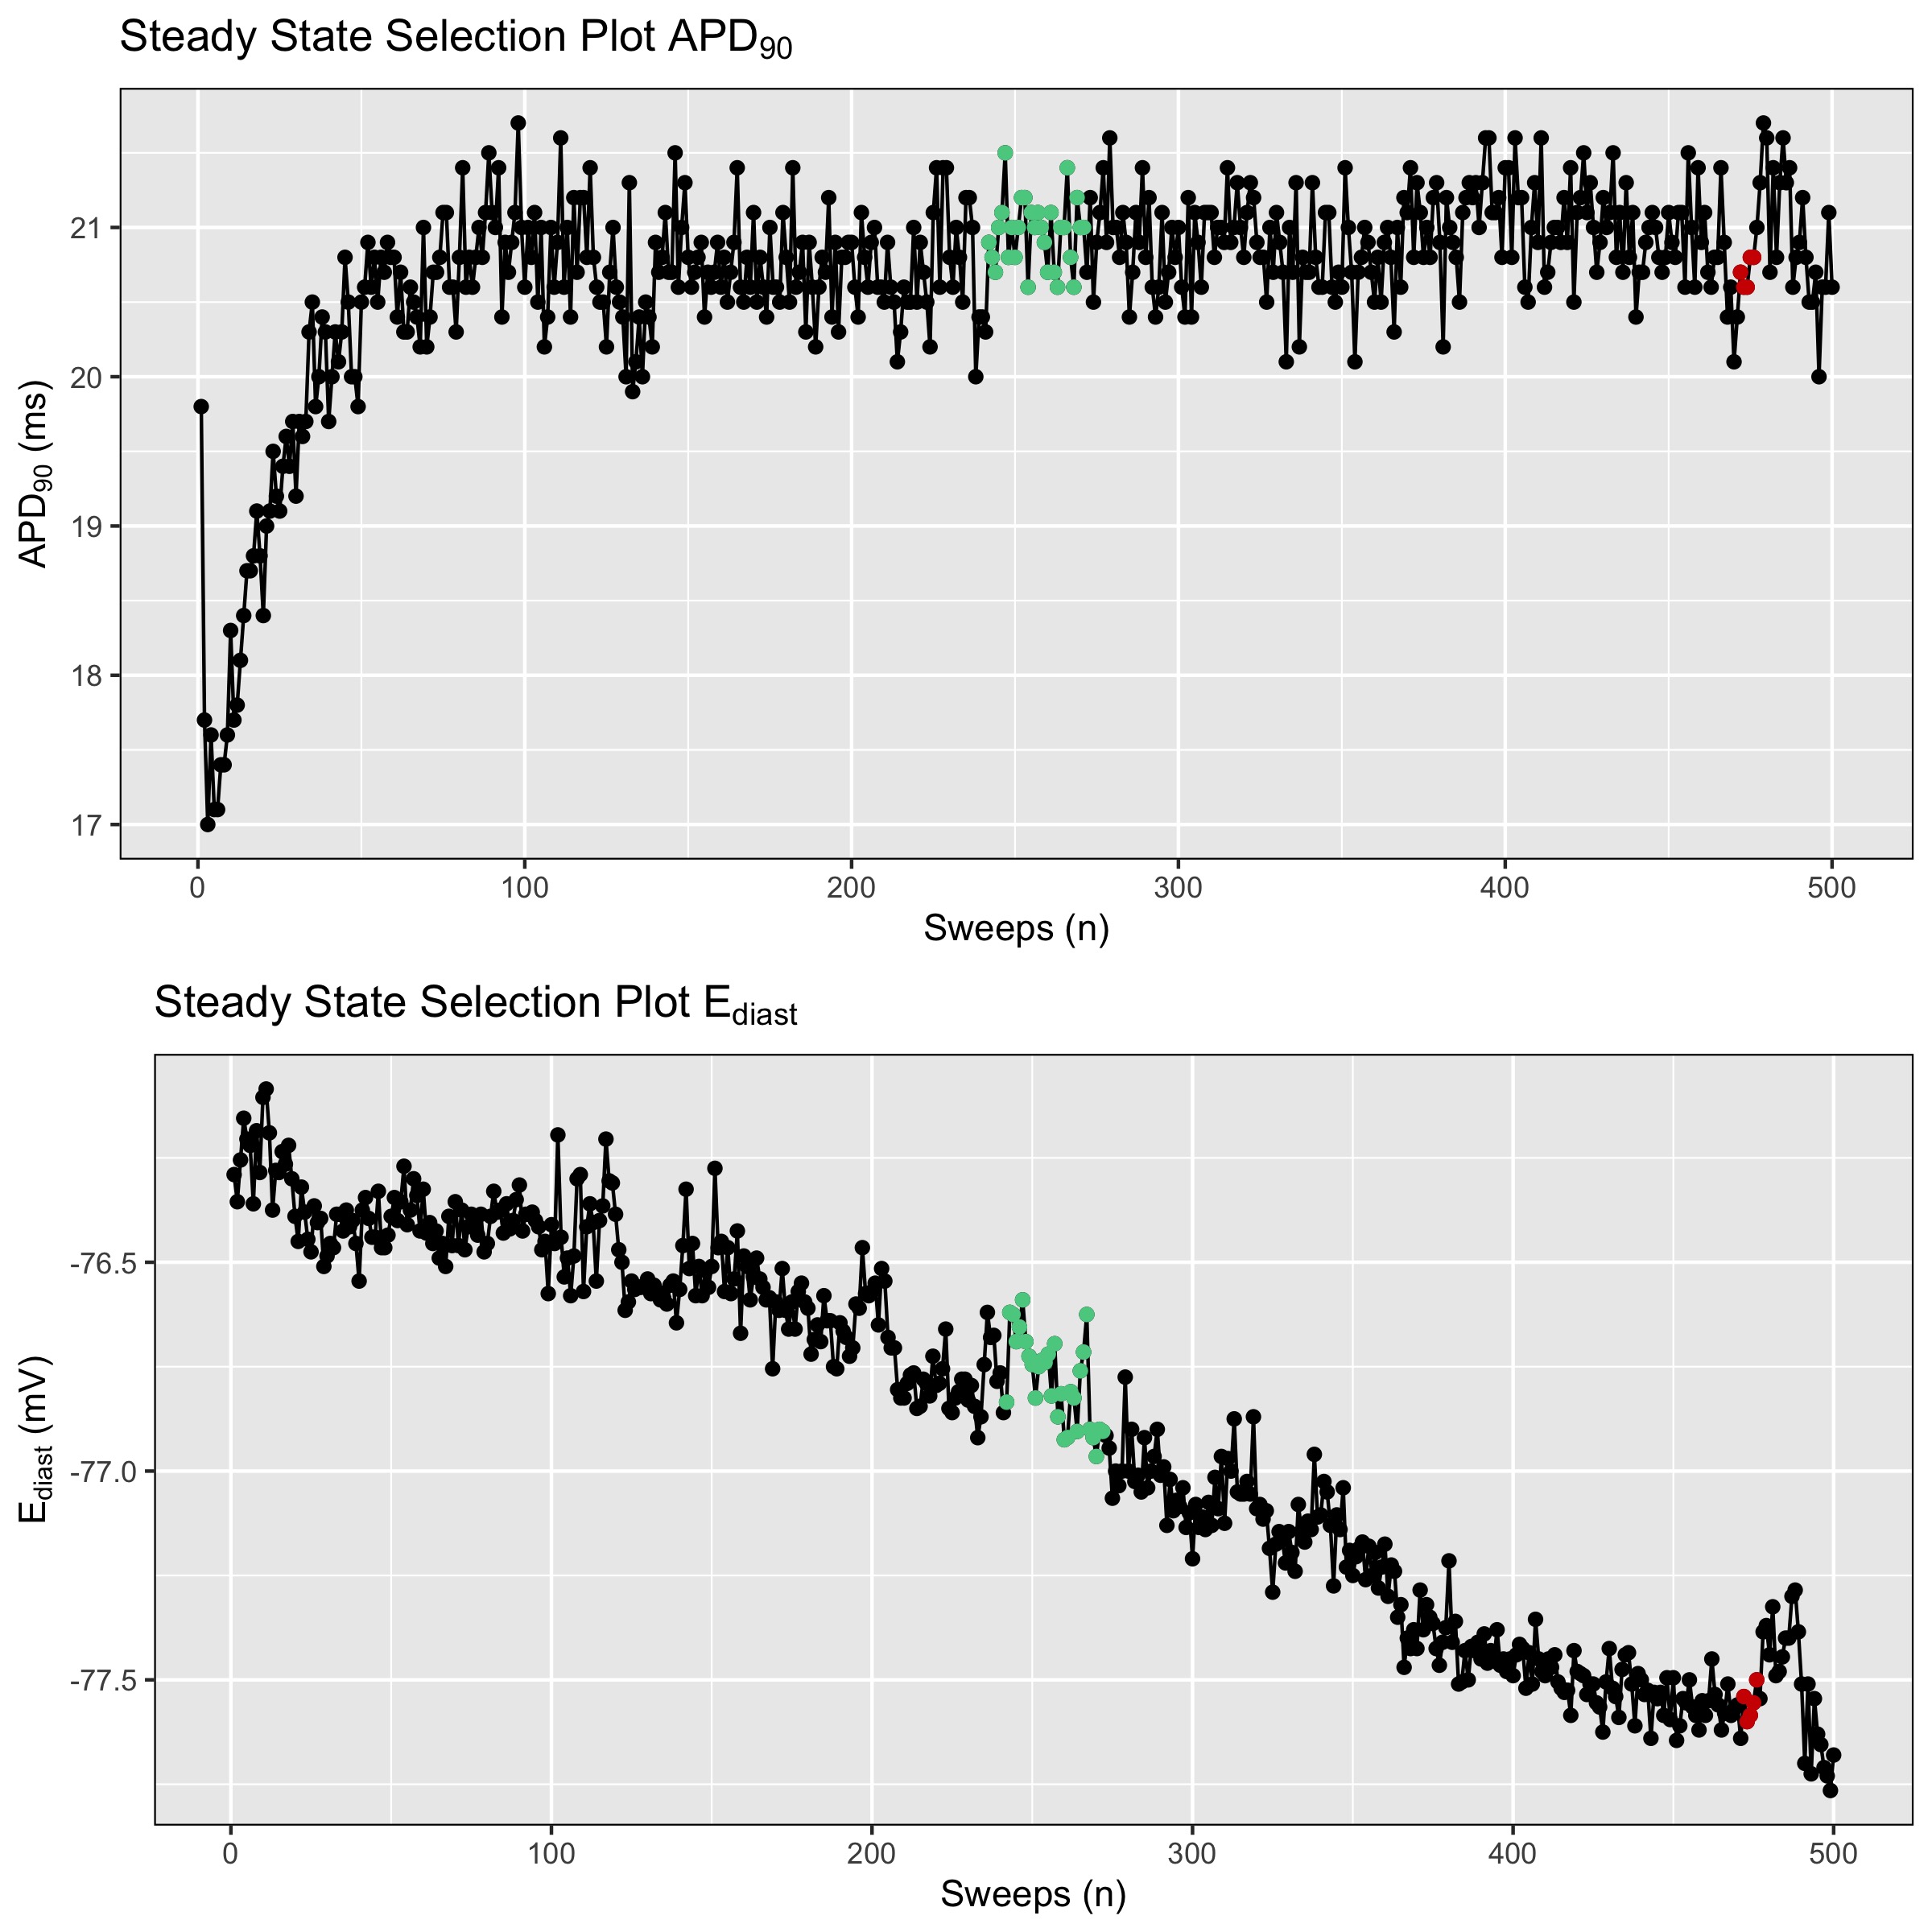 Steady State Selection Plot APD90
21
20
19
18
17
APD90 (ms)
0 100 200 300 400 500
Sweeps (n)
Steady State Selection Plot Ediast
-76.5
-77.0
-77.5
Ediast (mV)
0 100 200 300 400 500
Sweeps (n)